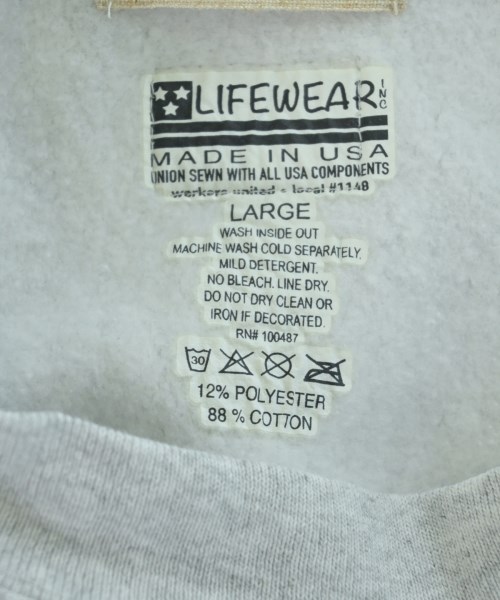 LIFEWEAR INC
MADE IN USA
UNION SEWN WITH ALL USA COMPONENTS
workers united - local #1148
LARGE
WASH INSIDE OUT
MACHINE WASH COLD SEPARATELY.
MILD DETERGENT.
NO BLEACH. LINE DRY.
DO NOT DRY CLEAN OR
IRON IF DECORATED.
RN# 100487
30
12% POLYESTER
88 % COTTON